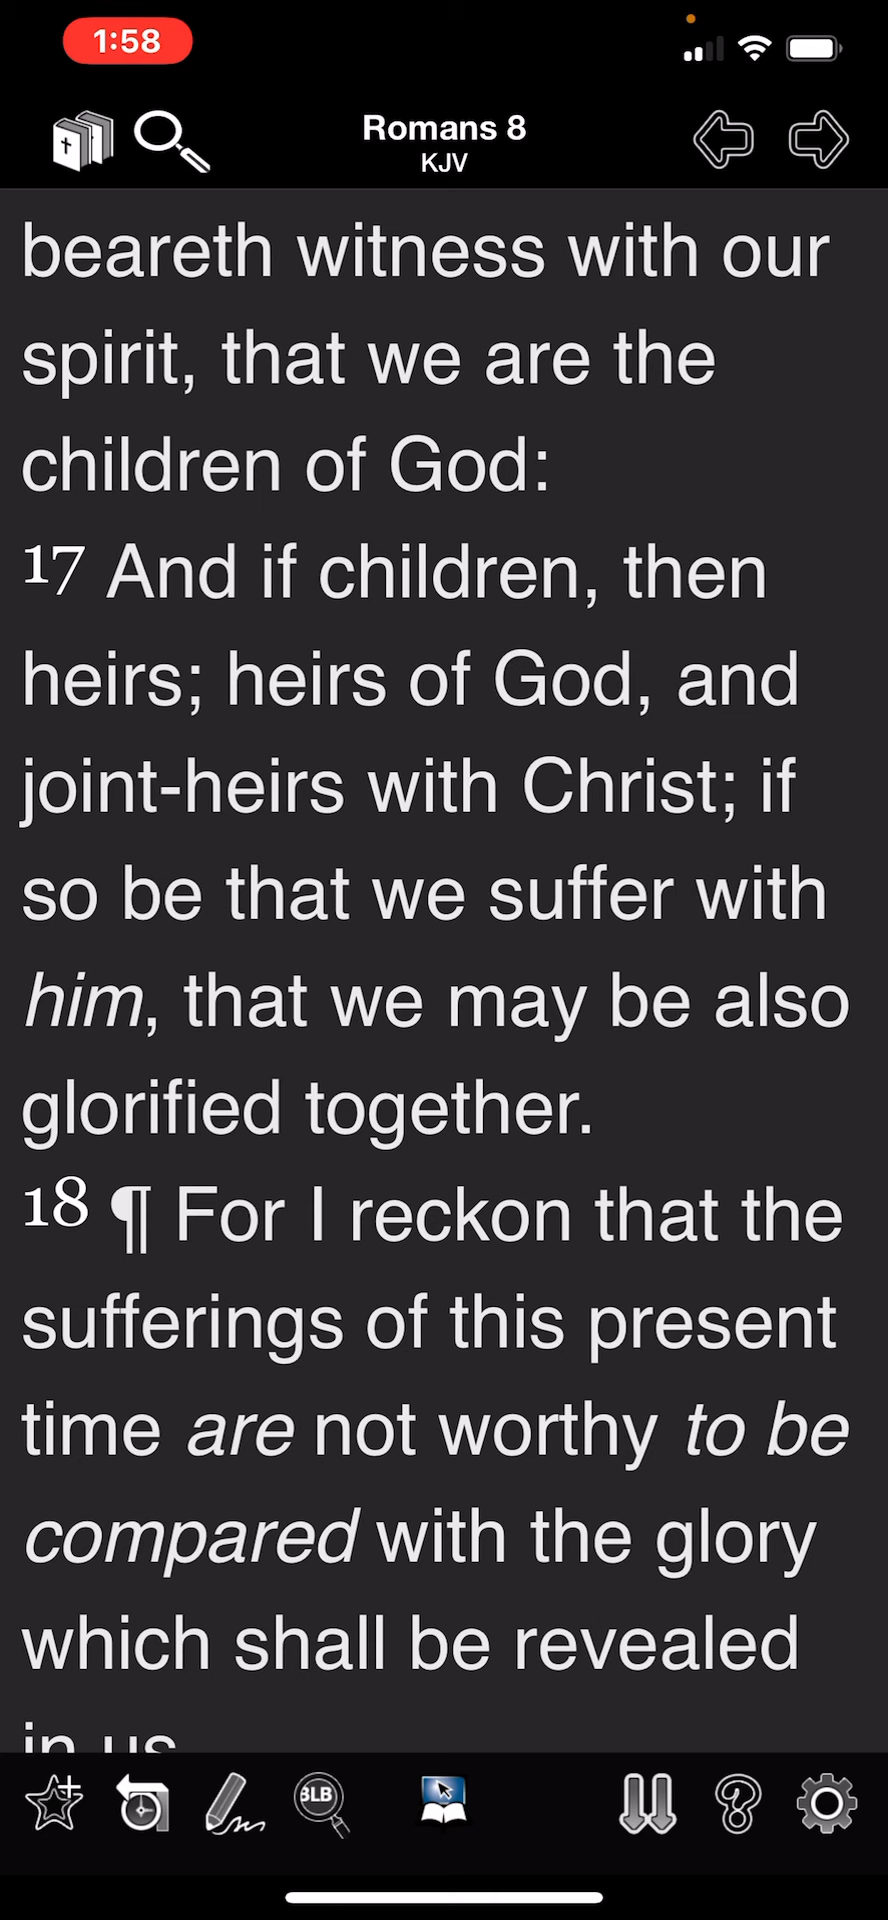 1:58
Romans 8
KJV
beareth witness with our
spirit, that we are the
children of God:
17 And if children, then
heirs; heirs of God, and
joint-heirs with Christ; if
so be that we suffer with
him, that we may be also
glorified together.
18 ¶ For I reckon that the
sufferings of this present
time are not worthy to be
compared with the glory
which shall be revealed
in us
BLB